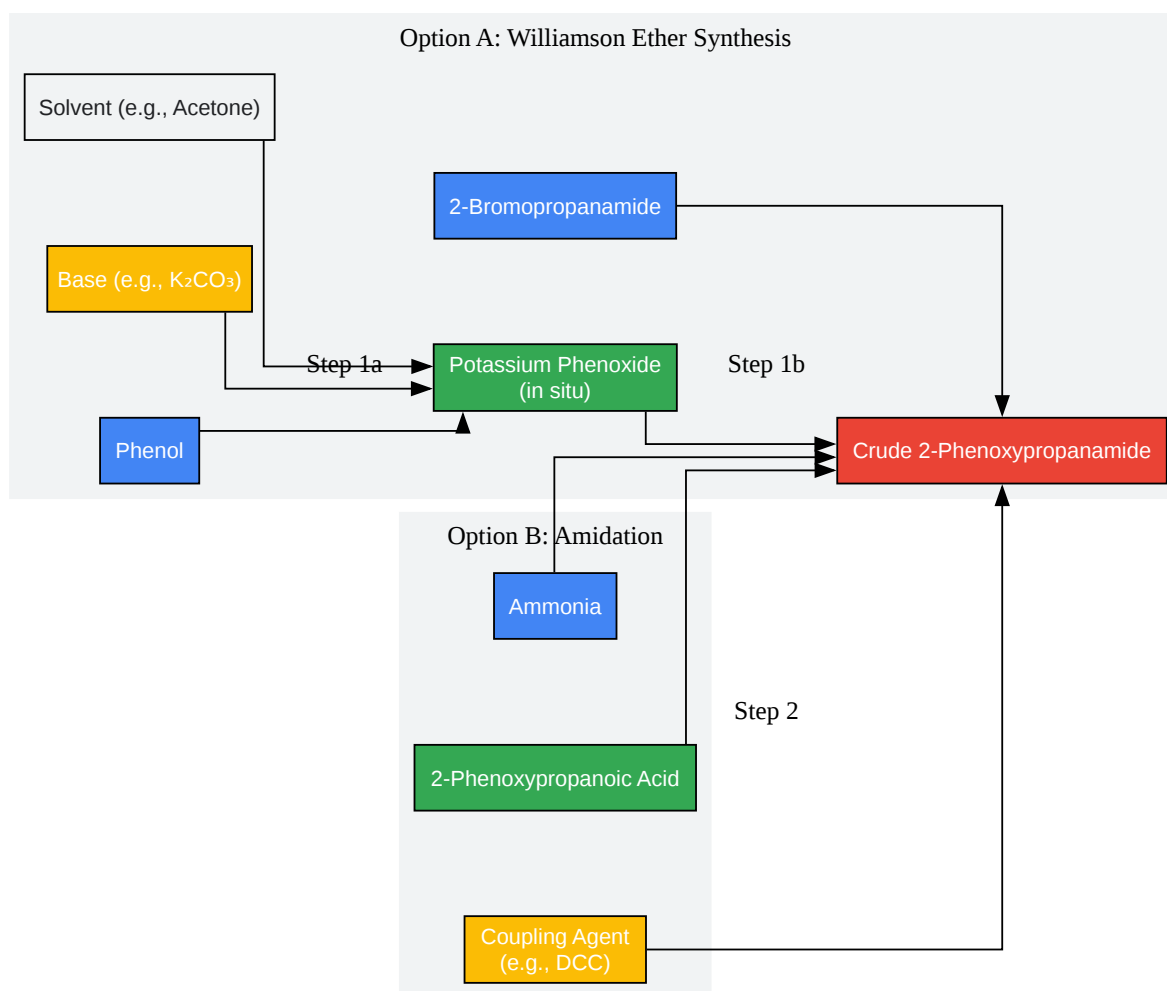 Option A: Williamson Ether Synthesis
Solvent (e.g., Acetone)
2-Bromopropanamide
Base (e.g., K₂CO₃)
Step 1a
Potassium Phenoxide
(in situ)
Step 1b
Phenol
Crude 2-Phenoxypropanamide
Option B: Amidation
Ammonia
Step 2
2-Phenoxypropanoic Acid
Coupling Agent
(e.g., DCC)